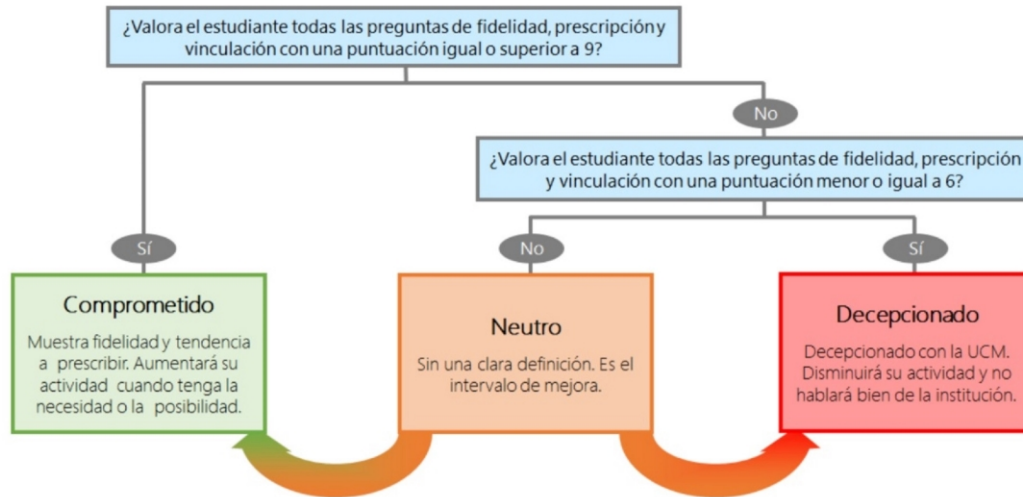 ¿Valora el estudiante todas las preguntas de fidelidad, prescripción y
vinculación con una puntuación igual o superior a 9?
No
¿Valora el estudiante todas las preguntas de fidelidad, prescripción
y vinculación con una puntuación menor o igual a 6?
Sí
No
Sí
Comprometido
Muestra fidelidad y tendencia
a prescribir. Aumentará su
actividad cuando tenga la
necesidad o la posibilidad.
Neutro
Sin una clara definición. Es el
intervalo de mejora.
Decepcionado
Decepcionado con la UCM.
Disminuirá su actividad y no
hablará bien de la institución.